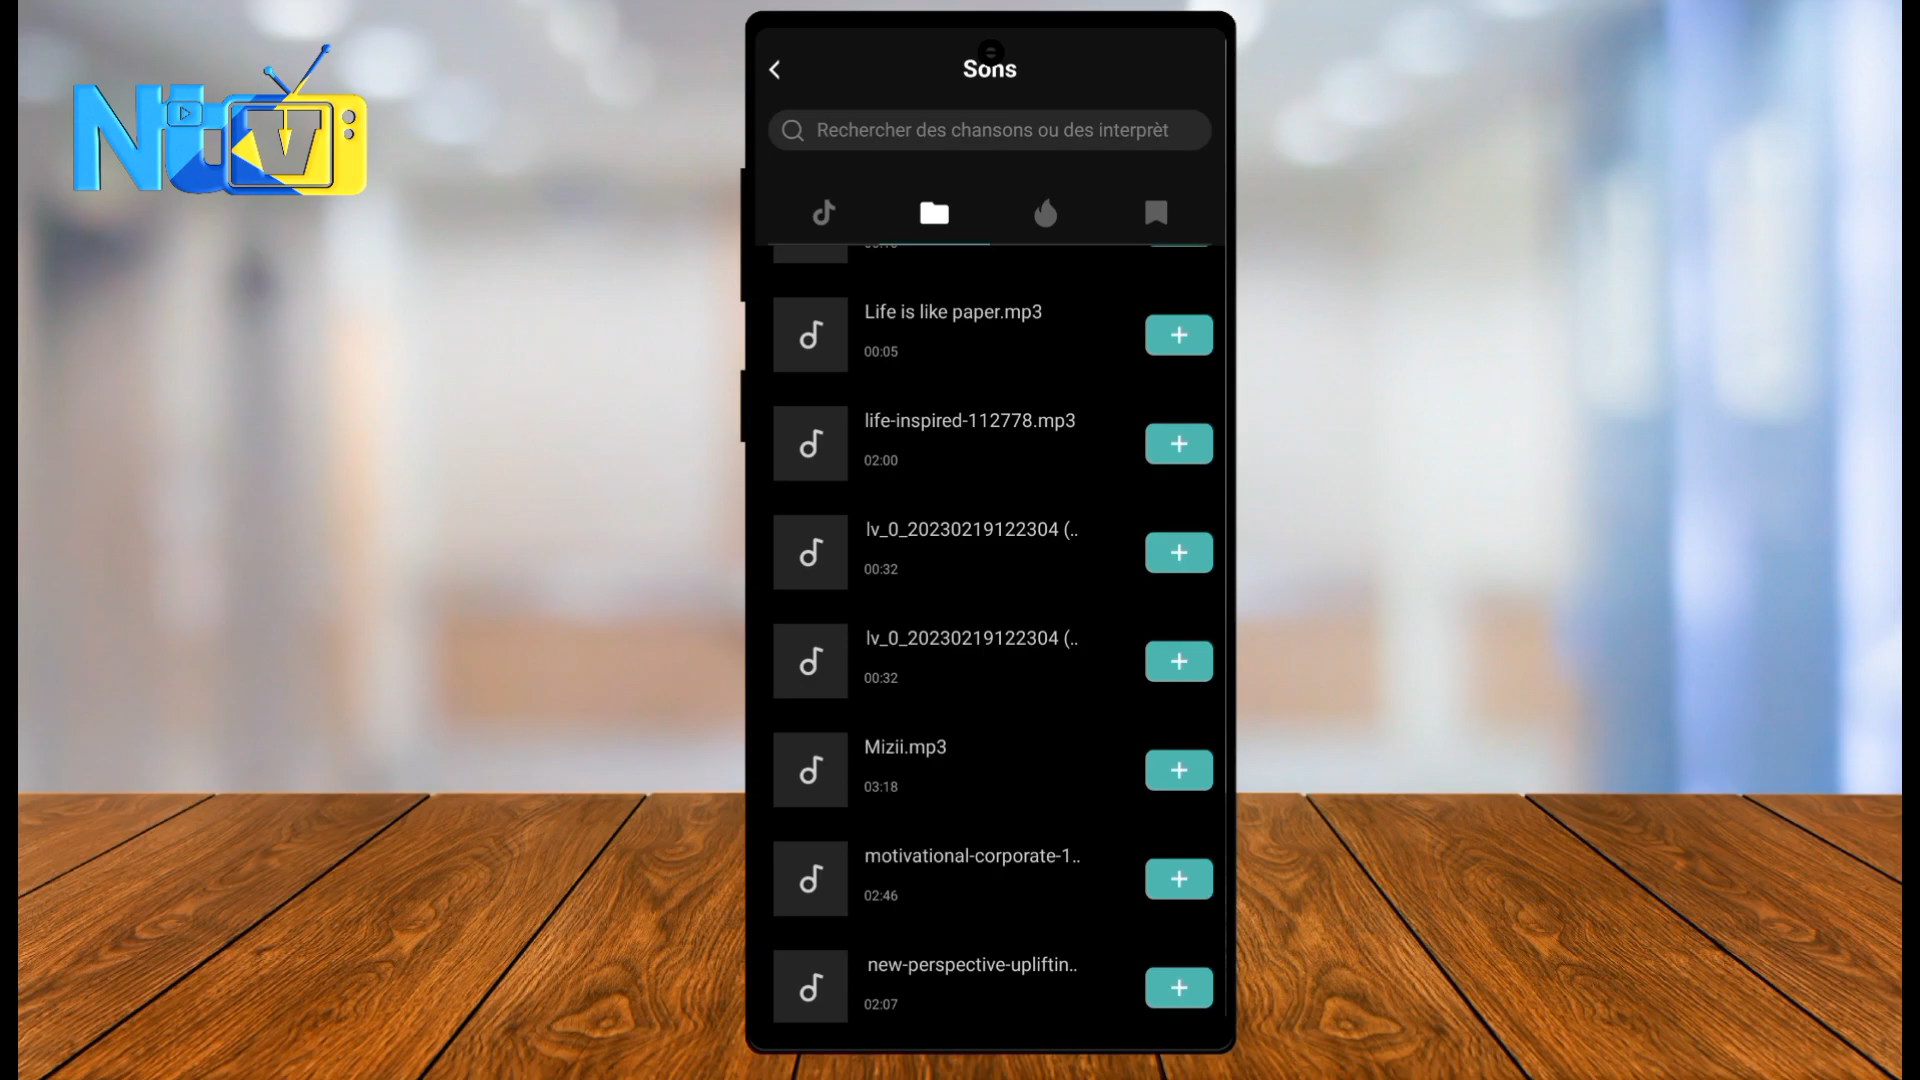 NU
Sons
Rechercher des chansons ou des interprèt
Life is like paper.mp3
00:05
life-inspired-112778.mp3
02:00
lv_0_20230219122304 (..
00:32
lv_0_20230219122304 (..
00:32
Mizii.mp3
03:18
motivational-corporate-1..
02:46
new-perspective-upliftin..
02:07